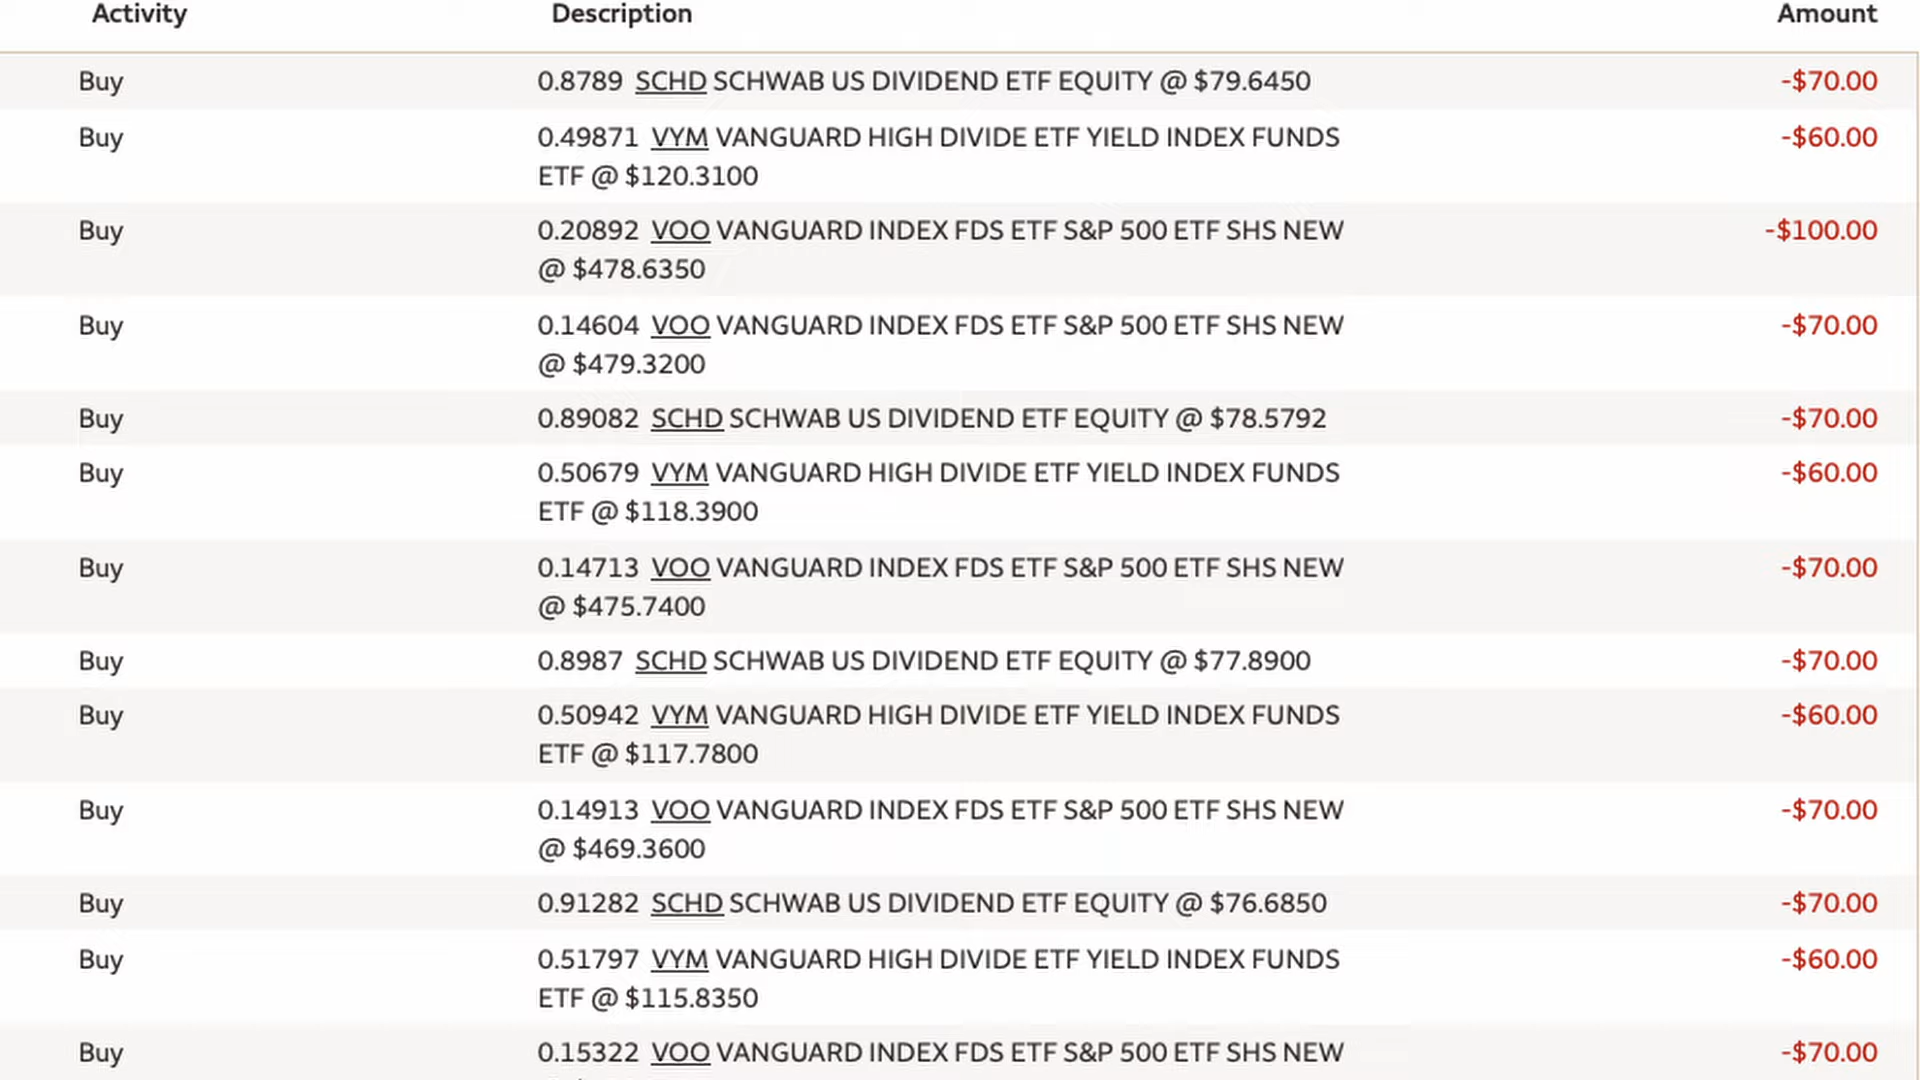 Activity Description Amount
Buy 0.8789 SCHD SCHWAB US DIVIDEND ETF EQUITY @ $79.6450 -$70.00
Buy 0.49871 VYM VANGUARD HIGH DIVIDE ETF YIELD INDEX FUNDS -$60.00
ETF @ $120.3100
Buy 0.20892 VOO VANGUARD INDEX FDS ETF S&P 500 ETF SHS NEW -$100.00
@ $478.6350
Buy 0.14604 VOO VANGUARD INDEX FDS ETF S&P 500 ETF SHS NEW -$70.00
@ $479.3200
Buy 0.89082 SCHD SCHWAB US DIVIDEND ETF EQUITY @ $78.5792 -$70.00
Buy 0.50679 VYM VANGUARD HIGH DIVIDE ETF YIELD INDEX FUNDS -$60.00
ETF @ $118.3900
Buy 0.14713 VOO VANGUARD INDEX FDS ETF S&P 500 ETF SHS NEW -$70.00
@ $475.7400
Buy 0.8987 SCHD SCHWAB US DIVIDEND ETF EQUITY @ $77.8900 -$70.00
Buy 0.50942 VYM VANGUARD HIGH DIVIDE ETF YIELD INDEX FUNDS -$60.00
ETF @ $117.7800
Buy 0.14913 VOO VANGUARD INDEX FDS ETF S&P 500 ETF SHS NEW -$70.00
@ $469.3600
Buy 0.91282 SCHD SCHWAB US DIVIDEND ETF EQUITY @ $76.6850 -$70.00
Buy 0.51797 VYM VANGUARD HIGH DIVIDE ETF YIELD INDEX FUNDS -$60.00
ETF @ $115.8350
Buy 0.15322 VOO VANGUARD INDEX FDS ETF S&P 500 ETF SHS NEW -$70.00